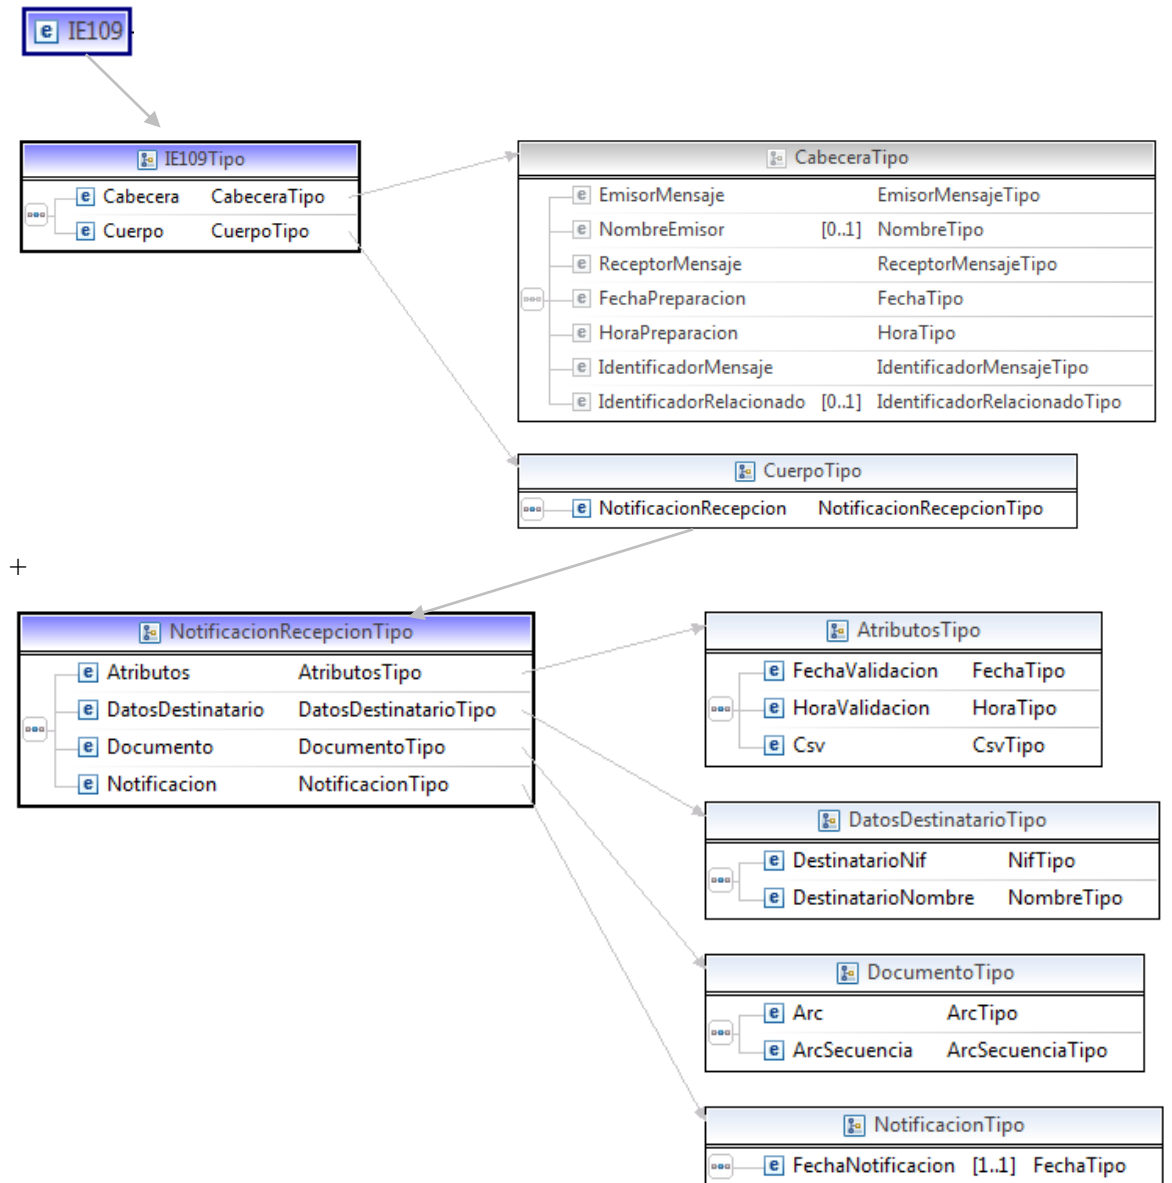 e IE109
IE109Tipo
e Cabecera CabeceraTipo
e Cuerpo CuerpoTipo
CabeceraTipo
e EmisorMensaje EmisorMensajeTipo
e NombreEmisor [0..1] NombreTipo
e ReceptorMensaje ReceptorMensajeTipo
e FechaPreparacion FechaTipo
e HoraPreparacion HoraTipo
e IdentificadorMensaje IdentificadorMensajeTipo
e IdentificadorRelacionado [0..1] IdentificadorRelacionadoTipo
CuerpoTipo
e NotificacionRecepcion NotificacionRecepcionTipo
+
NotificacionRecepcionTipo
e Atributos AtributosTipo
e DatosDestinatario DatosDestinatarioTipo
e Documento DocumentoTipo
e Notificacion NotificacionTipo
AtributosTipo
e FechaValidacion FechaTipo
e HoraValidacion HoraTipo
e Csv CsvTipo
DatosDestinatarioTipo
e DestinatarioNif NifTipo
e DestinatarioNombre NombreTipo
DocumentoTipo
e Arc ArcTipo
e ArcSecuencia ArcSecuenciaTipo
NotificacionTipo
e FechaNotificacion [1..1] FechaTipo